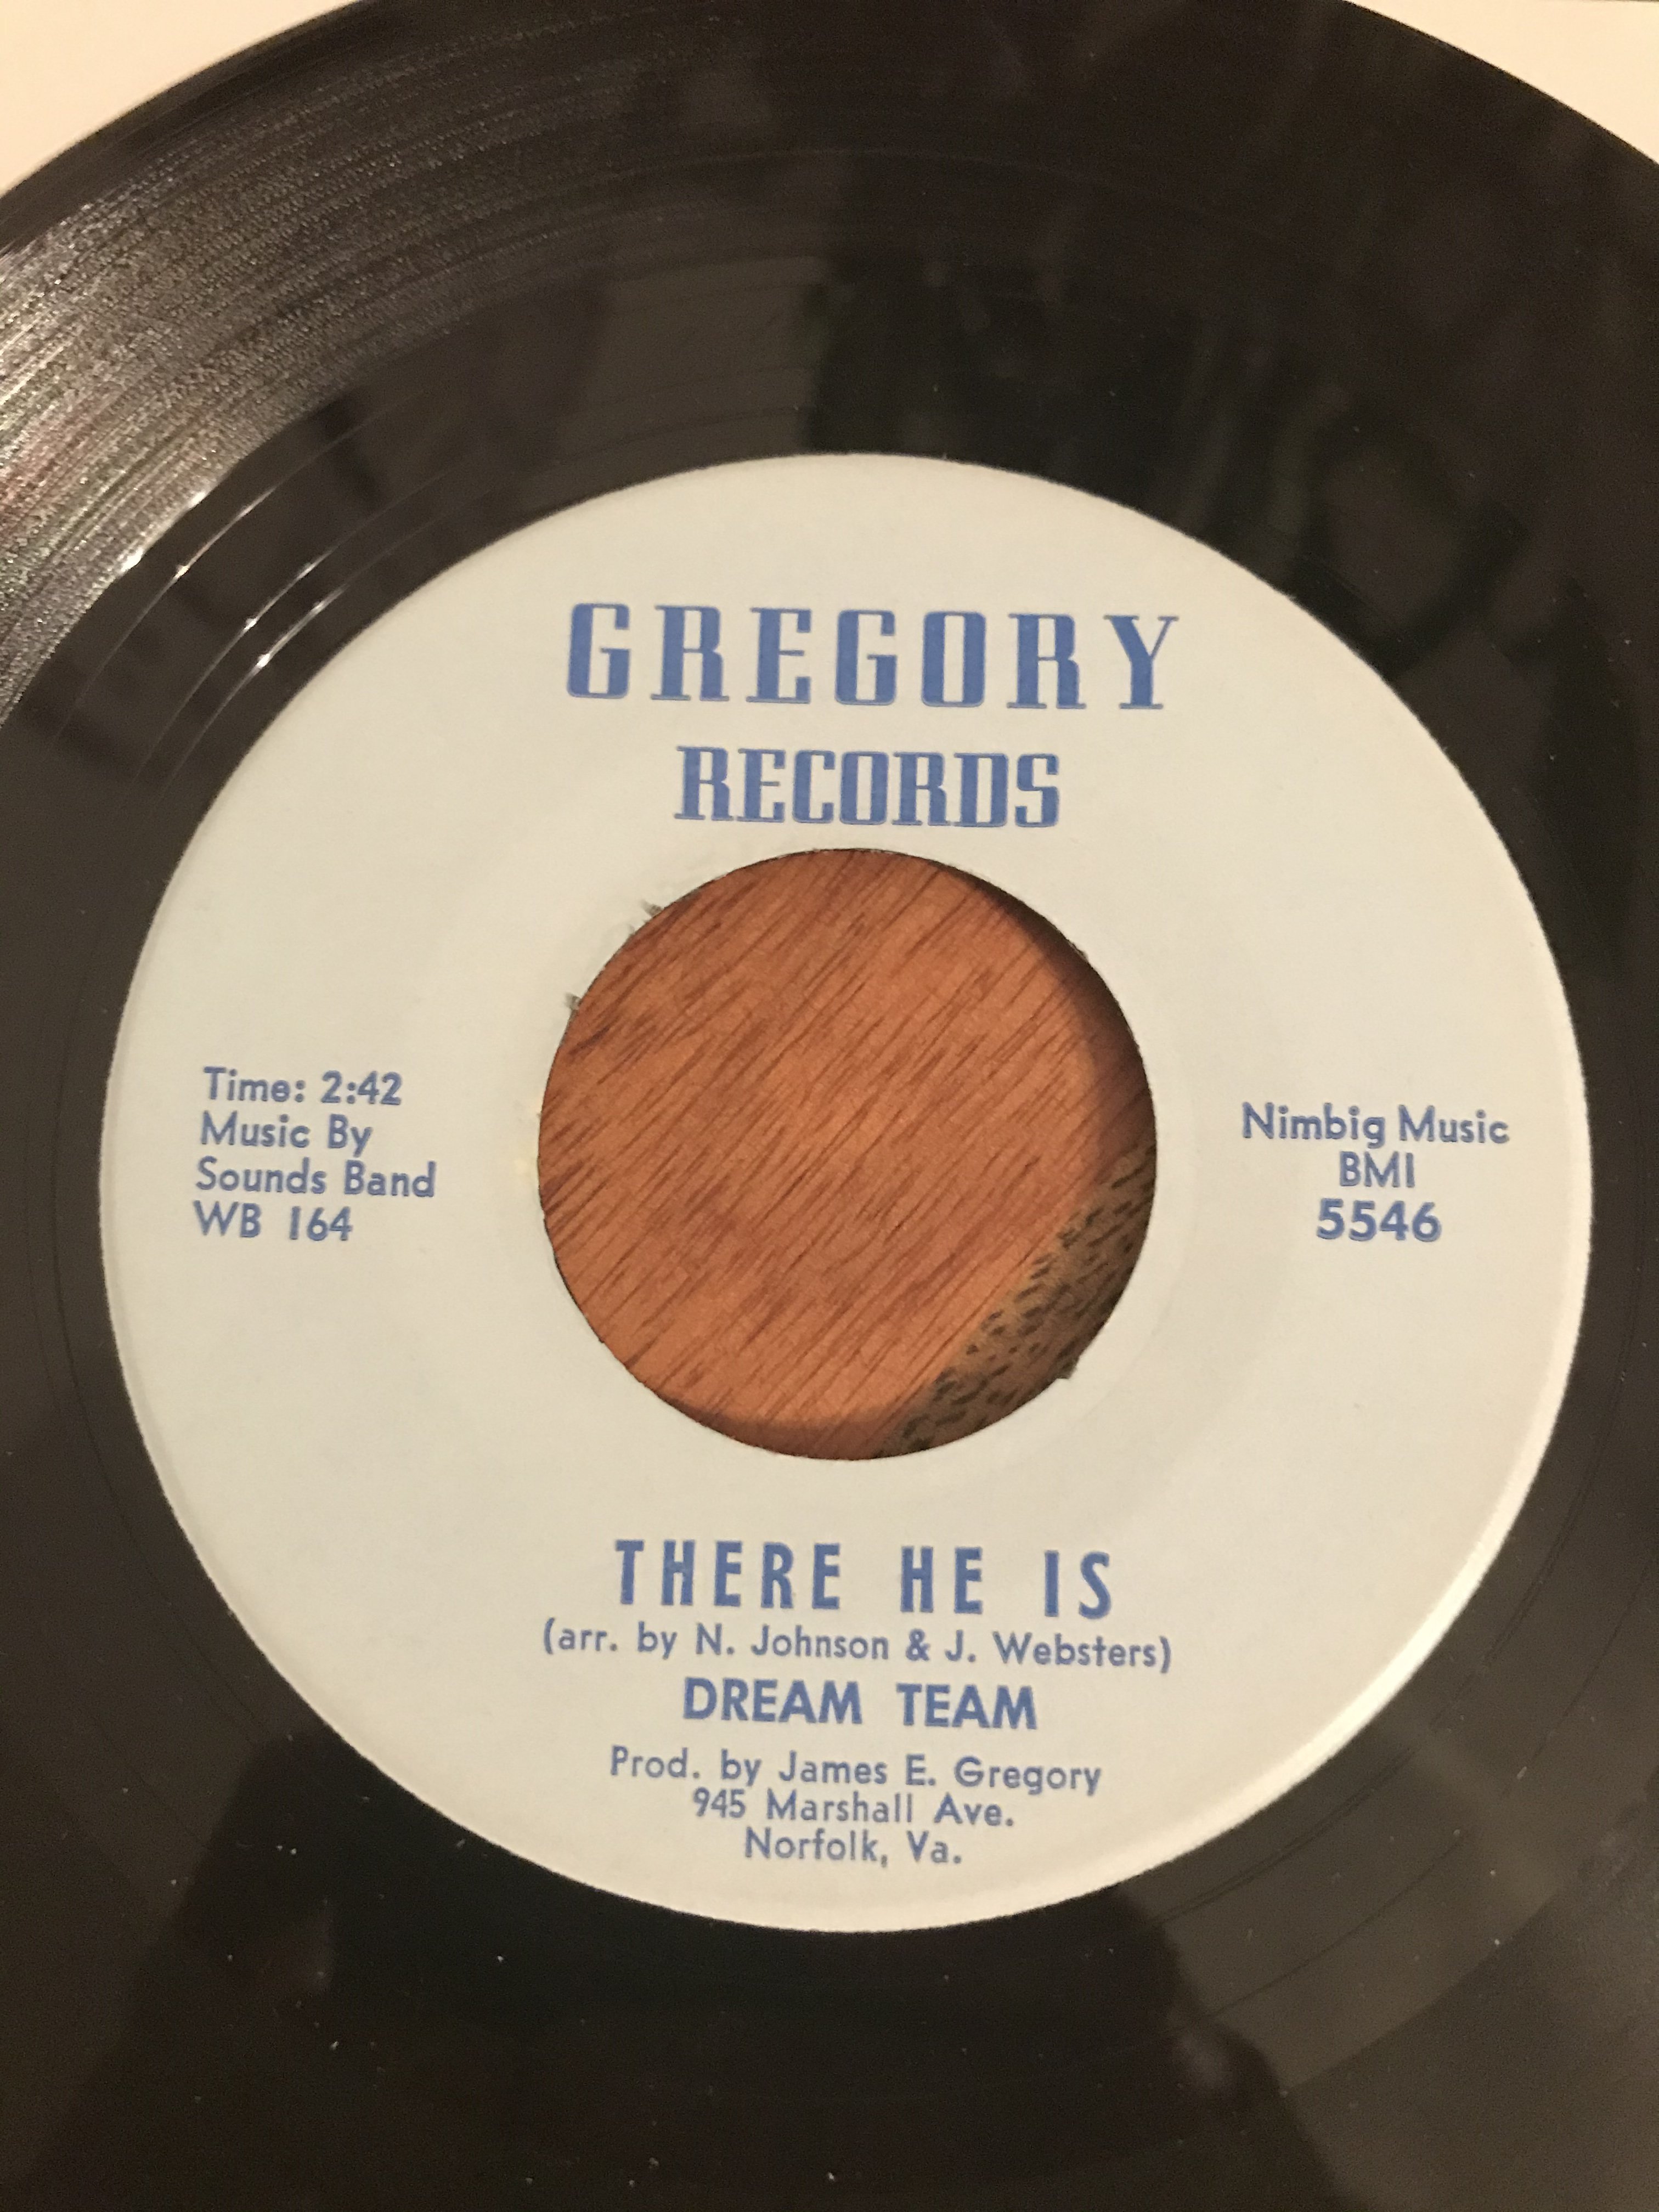 GREGORY
RECORDS
Time: 2:42
Music By
Sounds Band
WB 164
Nimbig Music
BMI
5546
THERE HE IS
(arr. by N. Johnson & J. Websters)
DREAM TEAM
Prod. by James E. Gregory
945 Marshall Ave.
Norfolk, Va.